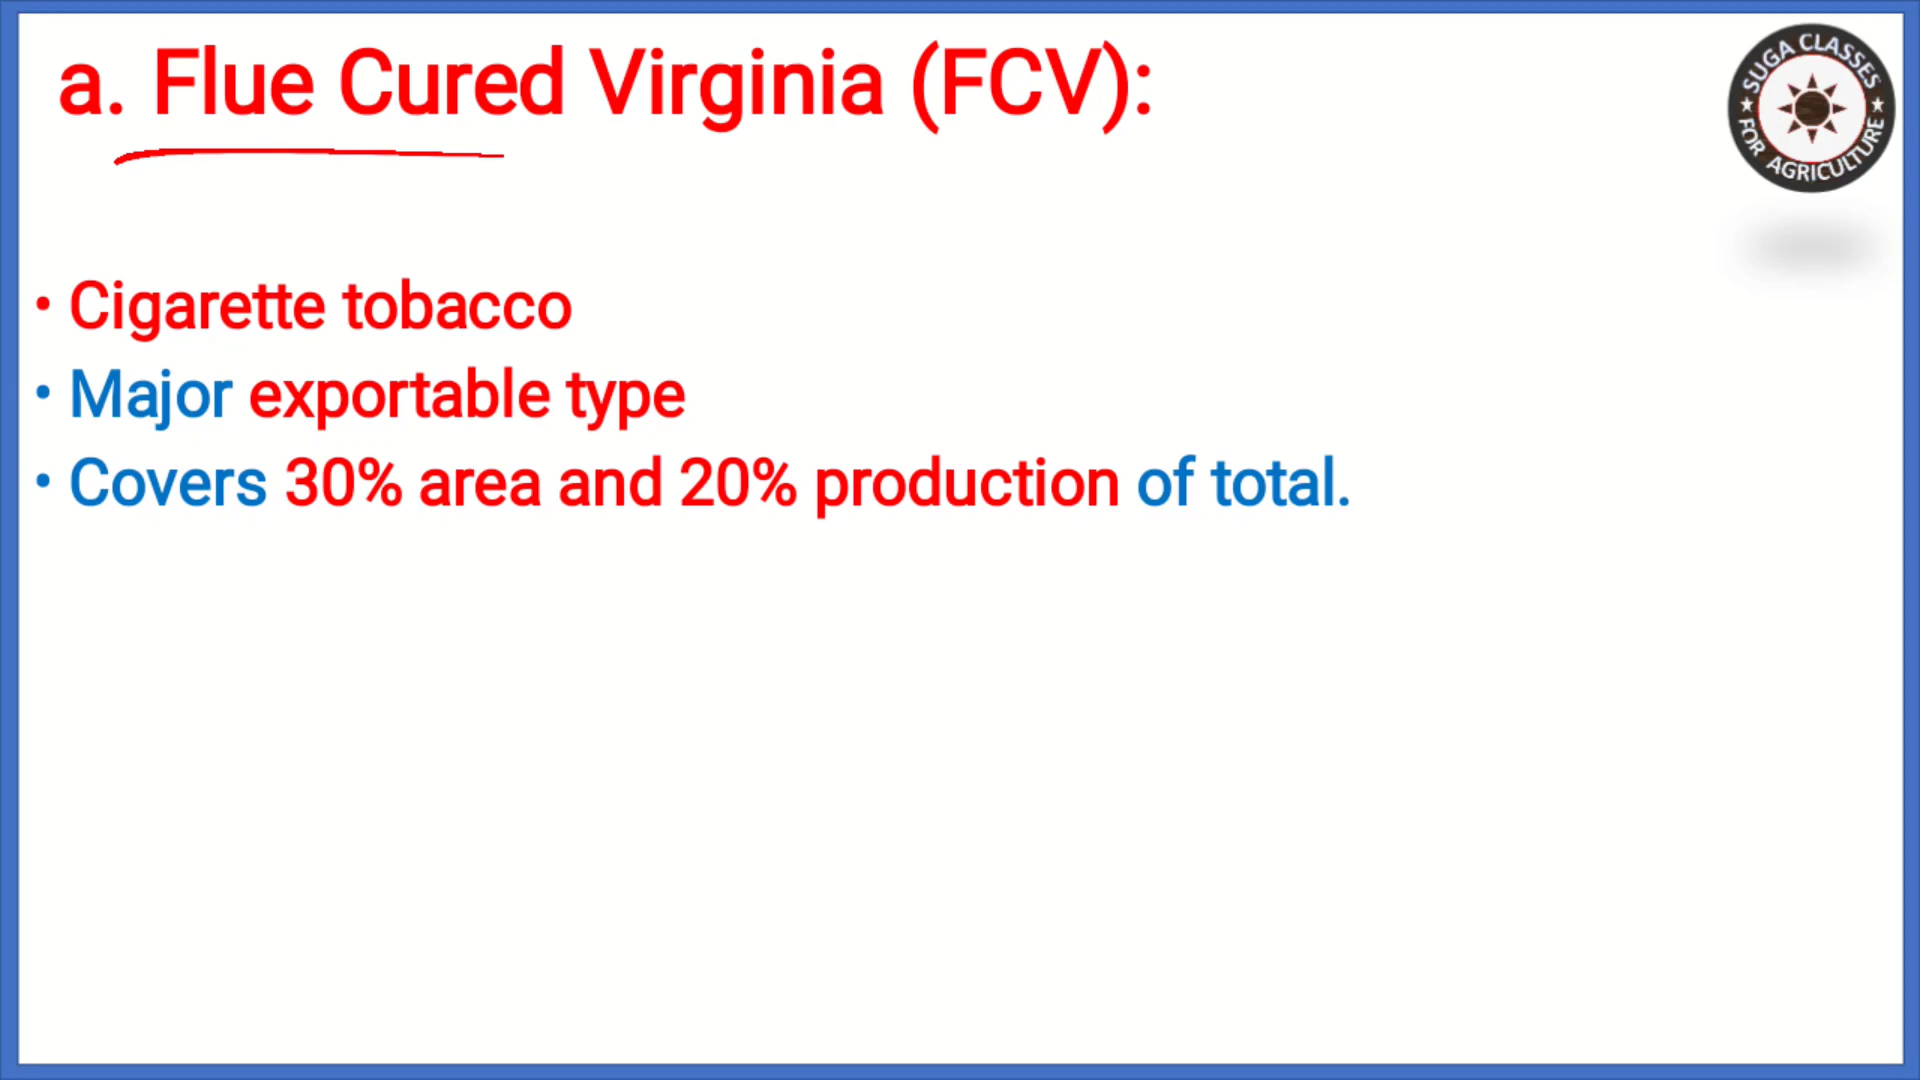 a. Flue Cured Virginia (FCV):
SUGA CLASSES
FOR AGRICULTURE
• Cigarette tobacco
• Major exportable type
• Covers 30% area and 20% production of total.